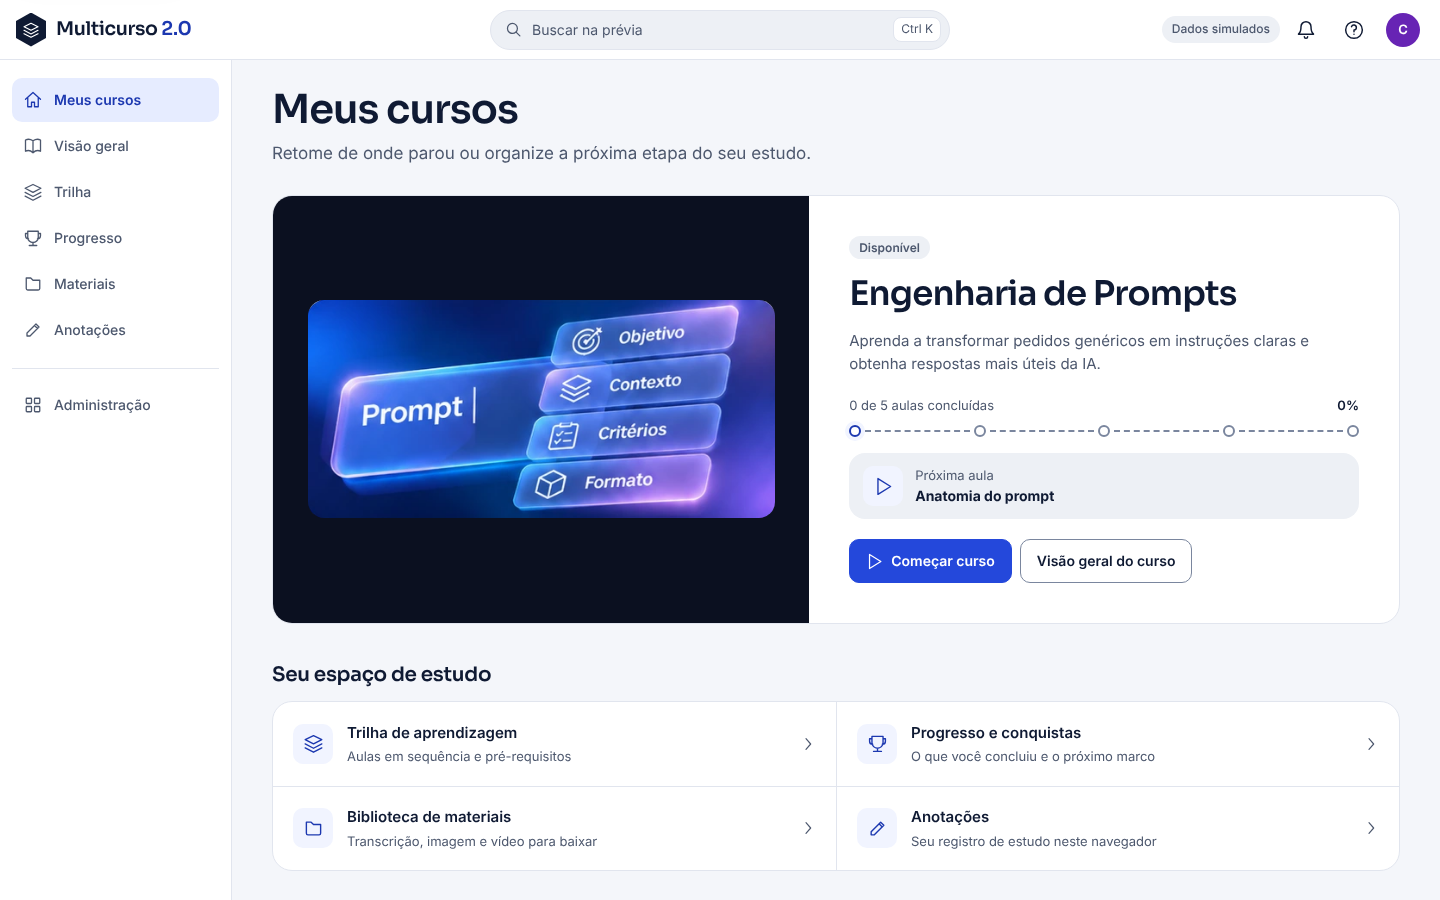 Multicurso 2.0
Buscar na prévia
Ctrl K
Dados simulados
C
Meus cursos
Visão geral
Trilha
Progresso
Materiais
Anotações
Administração
Meus cursos
Retome de onde parou ou organize a próxima etapa do seu estudo.
Prompt
Objetivo
Contexto
Critérios
Formato
Disponível
Engenharia de Prompts
Aprenda a transformar pedidos genéricos em instruções claras e
obtenha respostas mais úteis da IA.
0 de 5 aulas concluídas
0%
Próxima aula
Anatomia do prompt
Começar curso
Visão geral do curso
Seu espaço de estudo
Trilha de aprendizagem
Aulas em sequência e pré-requisitos
Progresso e conquistas
O que você concluiu e o próximo marco
Biblioteca de materiais
Transcrição, imagem e vídeo para baixar
Anotações
Seu registro de estudo neste navegador